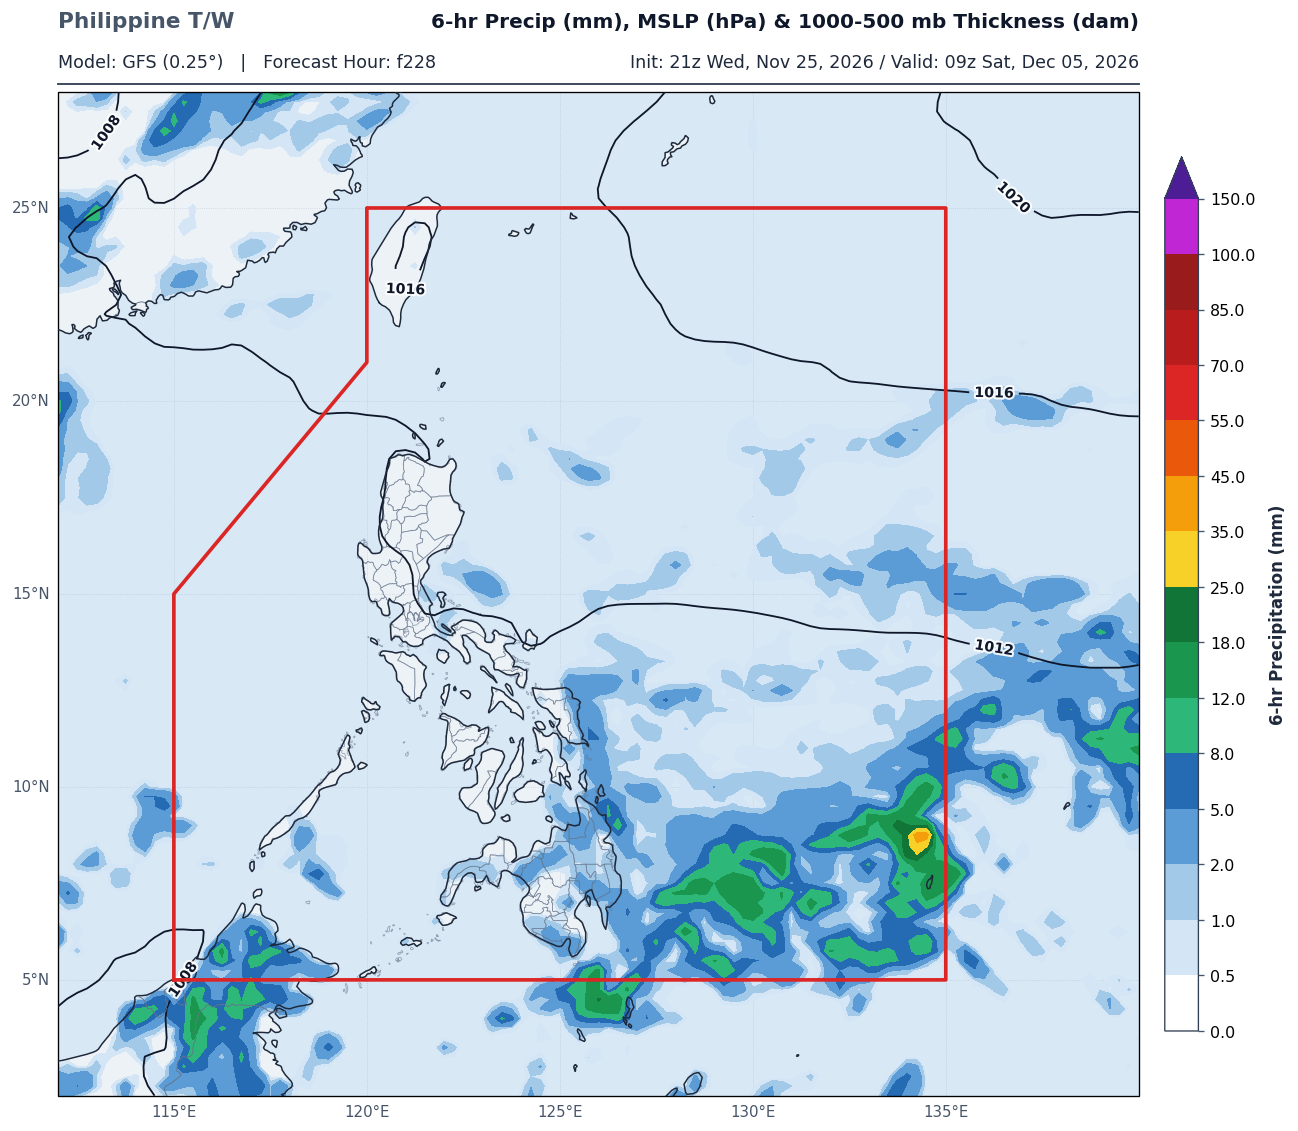 Philippine T/W
6-hr Precip (mm), MSLP (hPa) & 1000-500 mb Thickness (dam)
Model: GFS (0.25°) | Forecast Hour: f228
Init: 21z Wed, Nov 25, 2026 / Valid: 09z Sat, Dec 05, 2026
1008
1020
1016
1016
1012
1008
25°N
20°N
15°N
10°N
5°N
115°E
120°E
125°E
130°E
135°E
150.0
100.0
85.0
70.0
55.0
45.0
35.0
25.0
18.0
12.0
8.0
5.0
2.0
1.0
0.5
0.0
6-hr Precipitation (mm)